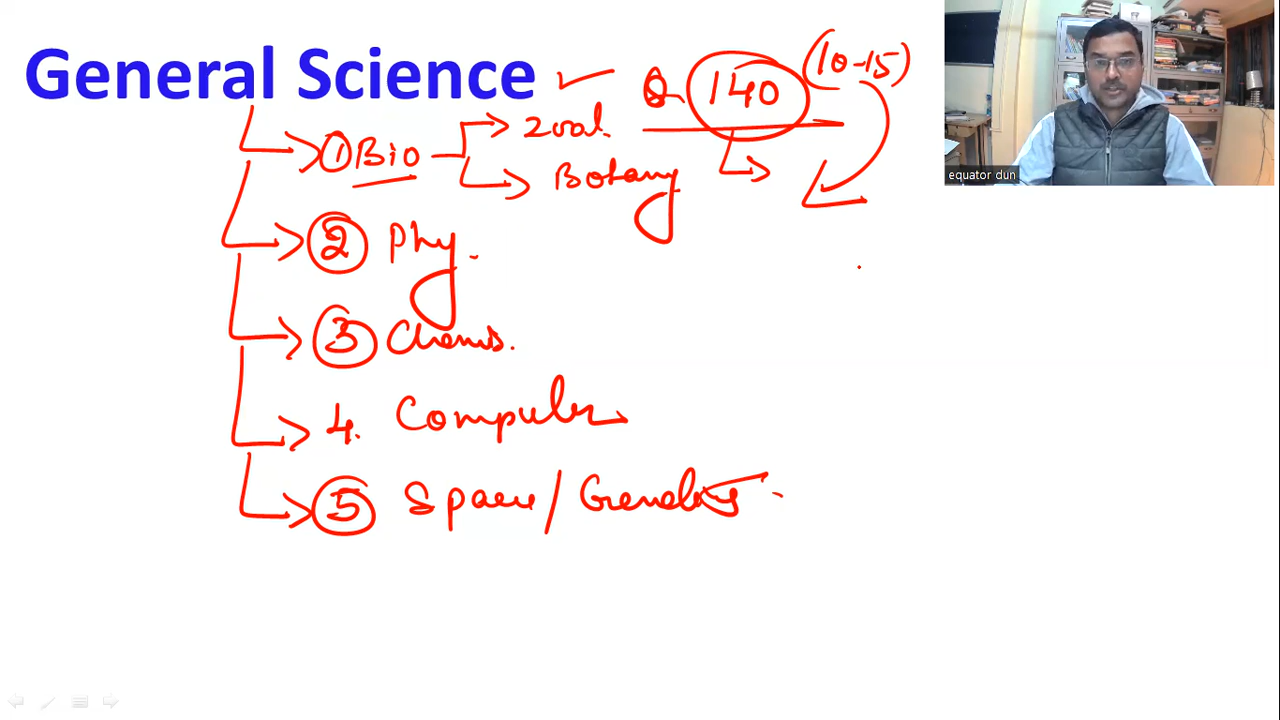 General Science
Q 140 (10-15)
① Bio
Zool.
Botany
② Phy.
③ Chemis.
4. Computer
⑤ Space/Genetics
equator dun